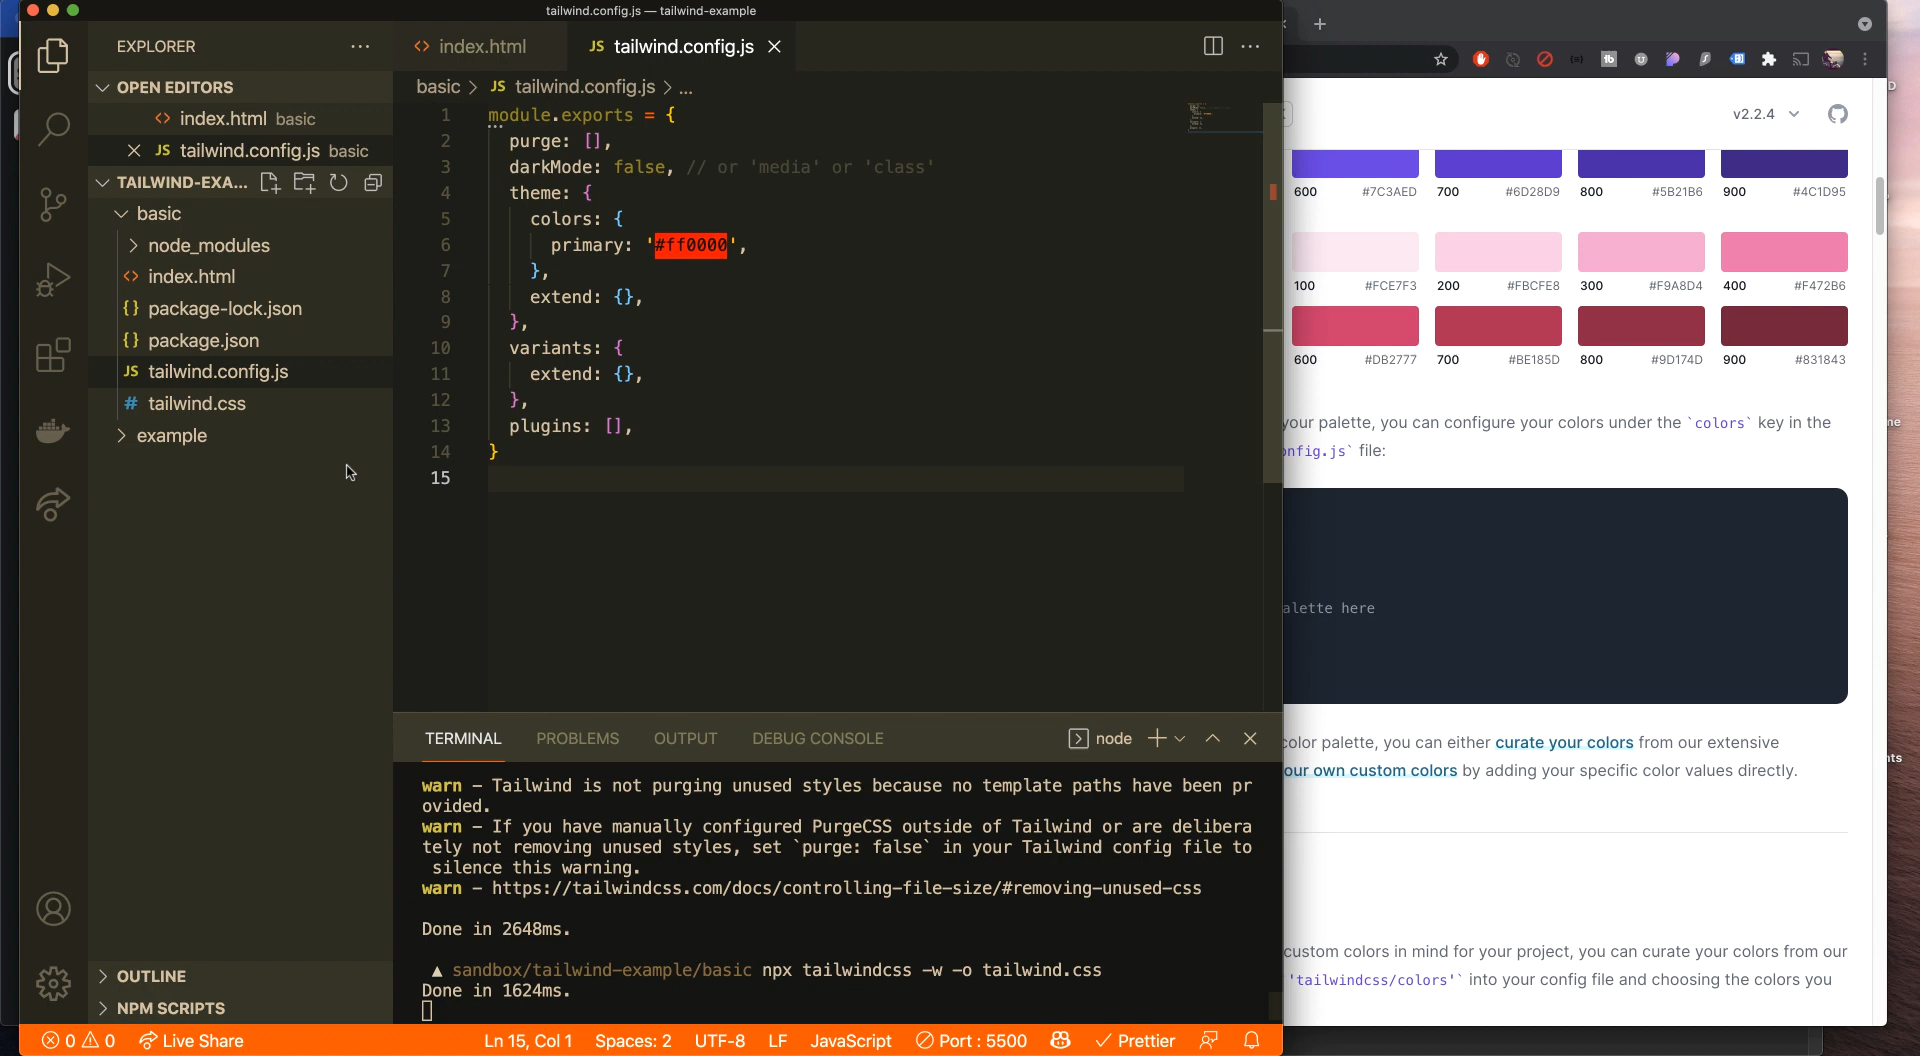 tailwind.config.js — tailwind-example
EXPLORER
index.html
JS tailwind.config.js
OPEN EDITORS
index.html basic
JS tailwind.config.js basic
TAILWIND-EXA...
basic
node_modules
index.html
{} package-lock.json
{} package.json
JS tailwind.config.js
# tailwind.css
example
OUTLINE
NPM SCRIPTS
basic > JS tailwind.config.js > ...
1 module.exports = {
2 purge: [],
3 darkMode: false, // or 'media' or 'class'
4 theme: {
5 colors: {
6 primary: '#ff0000',
7 },
8 extend: {},
9 },
10 variants: {
11 extend: {},
12 },
13 plugins: [],
14 }
15
TERMINAL PROBLEMS OUTPUT DEBUG CONSOLE
node
warn – Tailwind is not purging unused styles because no template paths have been pr
ovided.
warn – If you have manually configured PurgeCSS outside of Tailwind or are delibera
tely not removing unused styles, set `purge: false` in your Tailwind config file to
silence this warning.
warn – https://tailwindcss.com/docs/controlling-file-size/#removing-unused-css
Done in 2648ms.
▲ sandbox/tailwind-example/basic npx tailwindcss -w -o tailwind.css
Done in 1624ms.
0 0 Live Share
Ln 15, Col 1 Spaces: 2 UTF-8 LF JavaScript Port : 5500 Prettier
v2.2.4
600 #7C3AED 700 #6D28D9 800 #5B21B6 900 #4C1D95
100 #FCE7F3 200 #FBCFE8 300 #F9A8D4 400 #F472B6
600 #DB2777 700 #BE185D 800 #9D174D 900 #831843
your palette, you can configure your colors under the `colors` key in the
onfig.js` file:
alette here
color palette, you can either curate your colors from our extensive
our own custom colors by adding your specific color values directly.
custom colors in mind for your project, you can curate your colors from our
'tailwindcss/colors'` into your config file and choosing the colors you